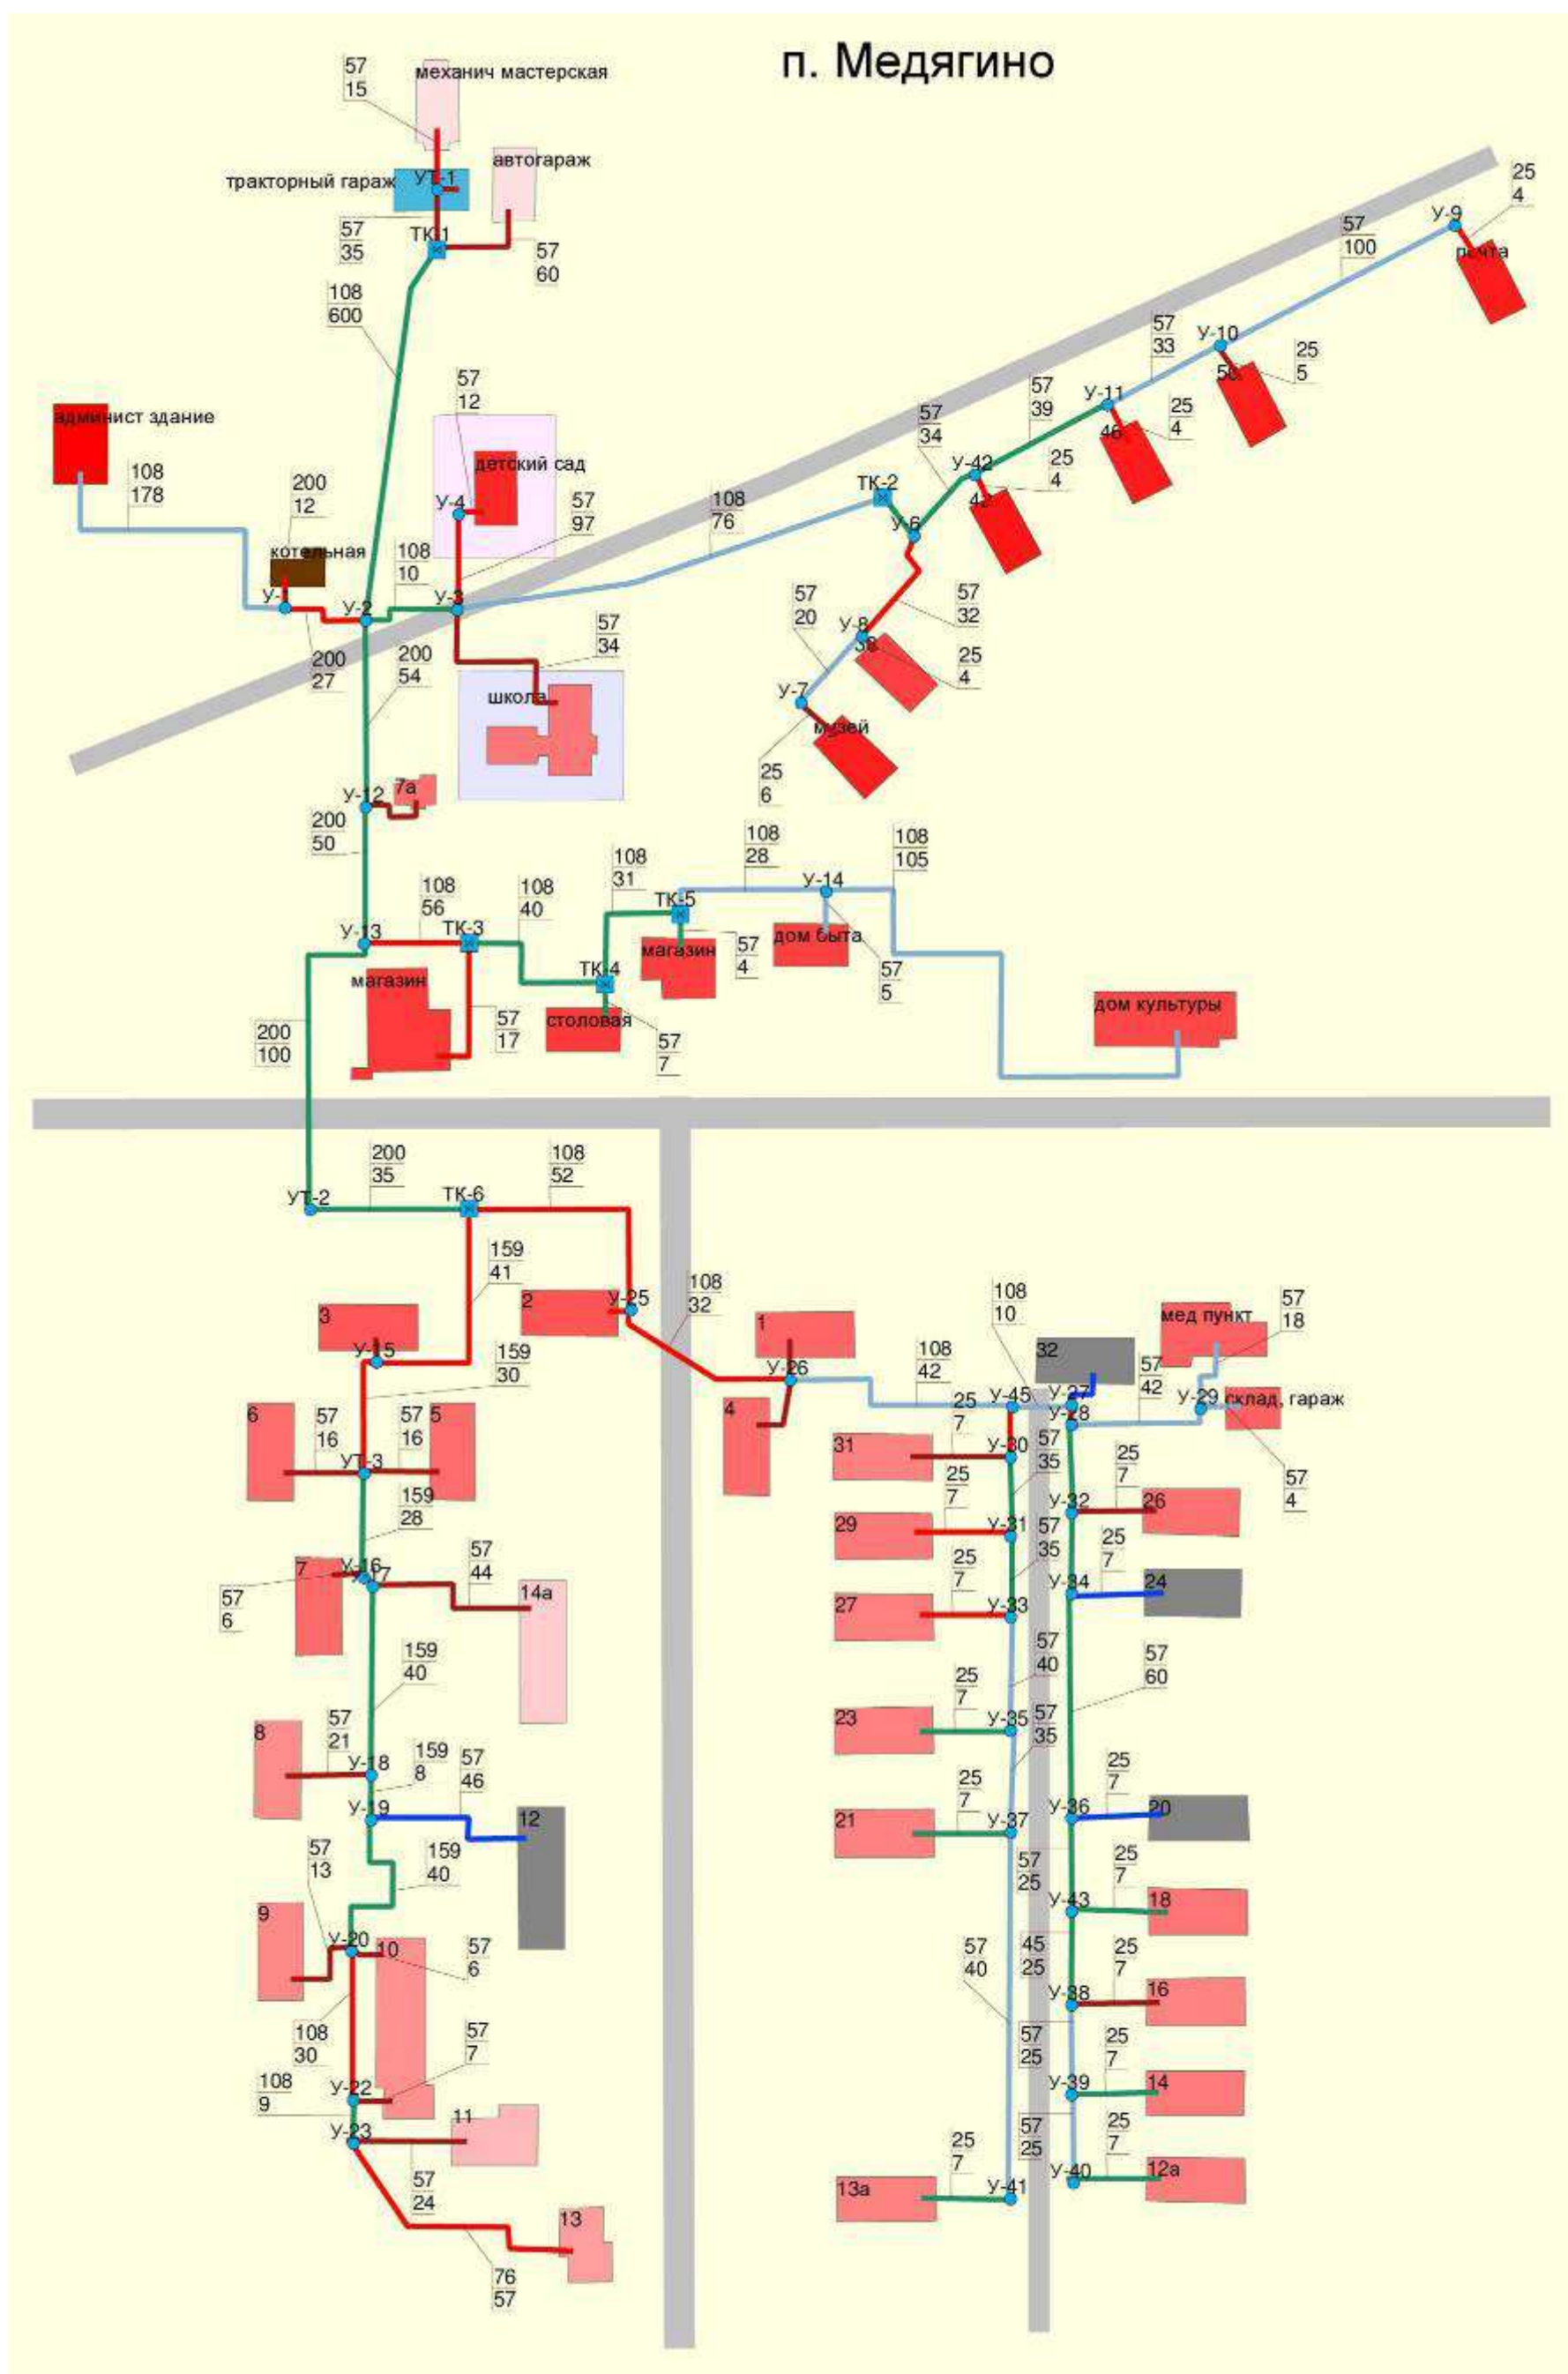 п. Медягино
57
15
механич мастерская
автогараж
тракторный гараж
УТ-1
57
35
ТК-1
57
60
108
600
25
4
У-9
57
100
почта
57
33
У-10
25
5
57
12
57
39
У-11
25
4
46
57
34
админист здание
детский сад
У-42
25
4
108
178
200
12
У-4
57
97
108
76
ТК-2
У-6
котельная
108
10
У-2
У-3
57
20
57
32
200
27
200
54
57
34
У-8
38
25
4
школа
У-7
музей
25
6
У-12
7а
200
50
108
28
108
105
108
31
У-14
108
56
108
40
ТК-5
У-13
ТК-3
магазин
57
4
дом быта
57
5
магазин
ТК-4
столовая
57
17
57
7
дом культуры
200
100
200
35
108
52
УТ-2
ТК-6
159
41
108
32
108
10
57
18
3
2
У-25
1
мед пункт
32
У-15
159
30
У-26
108
42
57
42
У-45
У-27
У-28
У-29
склад, гараж
6
57
16
57
16
5
4
25
7
31
У-30
57
35
25
7
57
4
УТ-3
159
28
25
7
29
У-31
57
35
У-32
26
25
7
7
У-16
57
44
14а
57
6
25
7
27
У-33
У-34
24
159
40
57
40
57
60
8
57
21
У-18
159
8
57
46
25
7
23
У-35
57
35
25
7
У-19
12
25
7
21
У-37
У-36
20
57
13
159
40
57
25
25
7
9
У-20
10
57
6
У-43
18
57
40
45
25
25
7
У-38
16
108
30
57
7
57
25
25
7
108
9
У-22
У-39
14
У-23
11
57
25
25
7
57
24
25
7
13а
У-41
У-40
12а
13
76
57